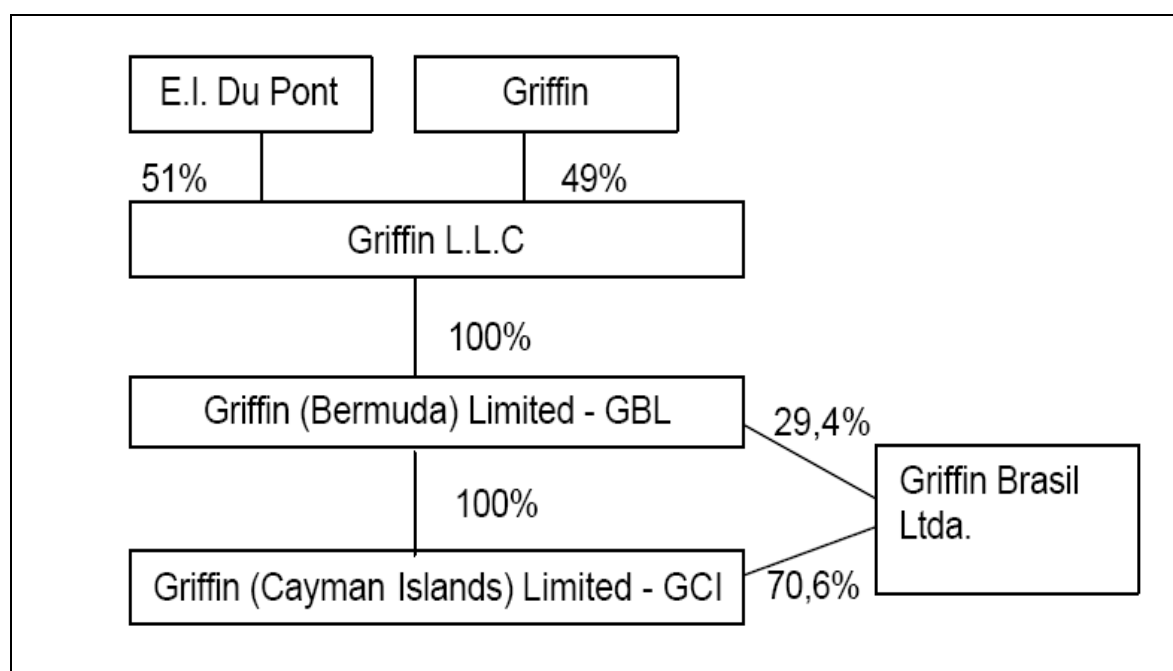 E.I. Du Pont
Griffin
51%
49%
Griffin L.L.C
100%
Griffin (Bermuda) Limited - GBL
29,4%
Griffin Brasil
Ltda.
100%
Griffin (Cayman Islands) Limited - GCI
70,6%